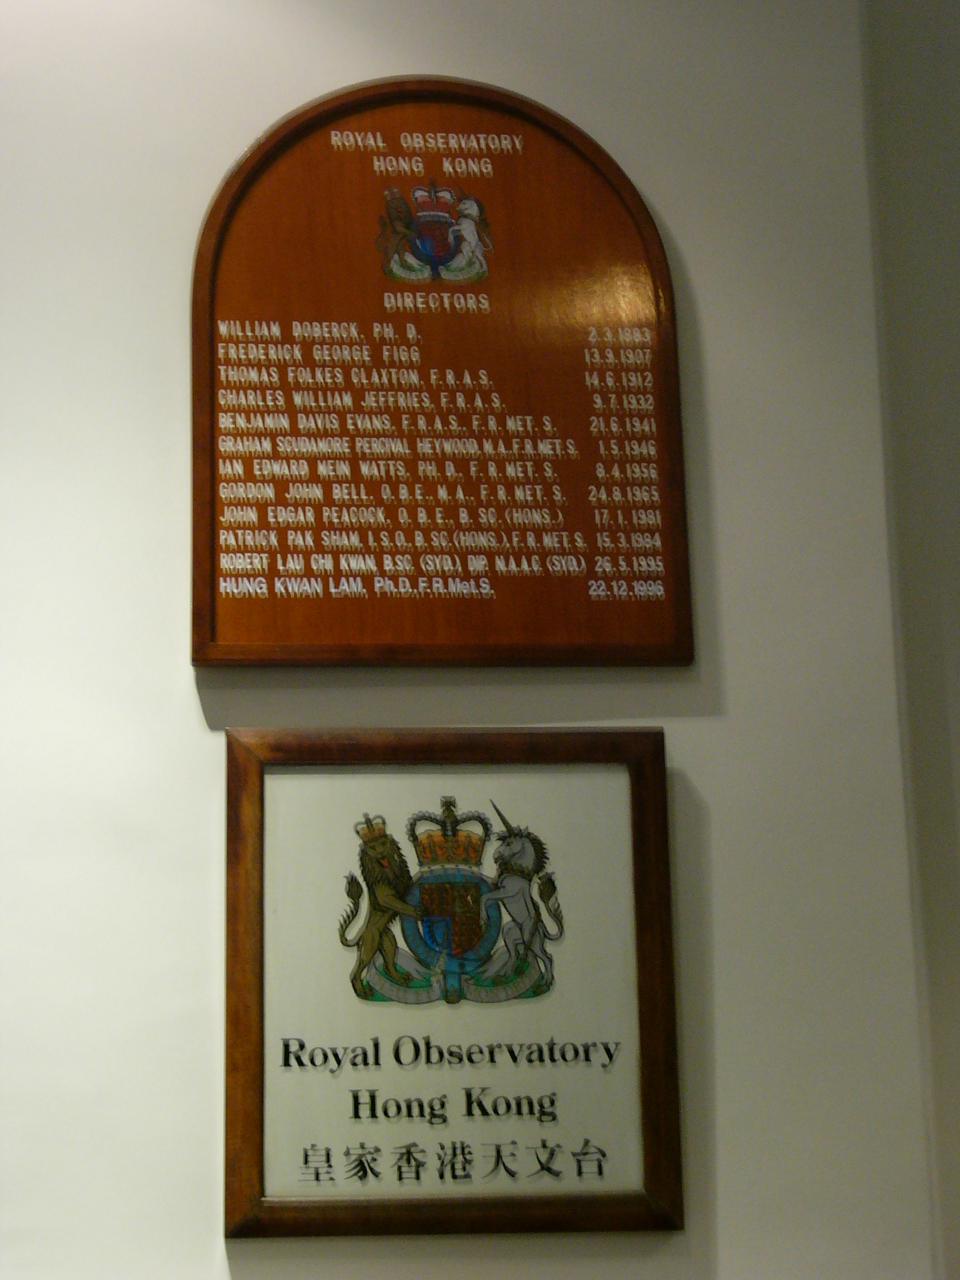 ROYAL OBSERVATORY
HONG KONG
DIRECTORS
WILLIAM DOBERCK, PH. D. 2.3.1883
FREDERICK GEORGE FIGG 13.9.1907
THOMAS FOLKES CLAXTON, F.R.A.S. 14.6.1912
CHARLES WILLIAM JEFFRIES, F.R.A.S. 9.7.1932
BENJAMIN DAVIS EVANS, F.R.A.S., F.R.MET.S. 21.6.1941
GRAHAM SCUDAMORE PERCIVAL HEYWOOD, M.A., F.R.MET.S. 1.5.1946
IAN EDWARD MEIN WATTS, PH.D. F.R.MET.S. 8.4.1956
GORDON JOHN BELL, O.B.E., M.A., F.R.MET.S. 24.8.1965
JOHN EDGAR PEACOCK, O.B.E., B.SC.(HONS.) 17.1.1981
PATRICK PAK SHAM, I.S.O., B.SC.(HONS.), F.R.MET.S. 15.3.1984
ROBERT LAU CHI KWAN, B.SC. (SYD.) DIP. N.A.A.C. (SYD.) 26.5.1995
HUNG KWAN LAM, Ph.D.,F.R.Met.S. 22.12.1996
Royal Observatory
Hong Kong
皇家香港天文台